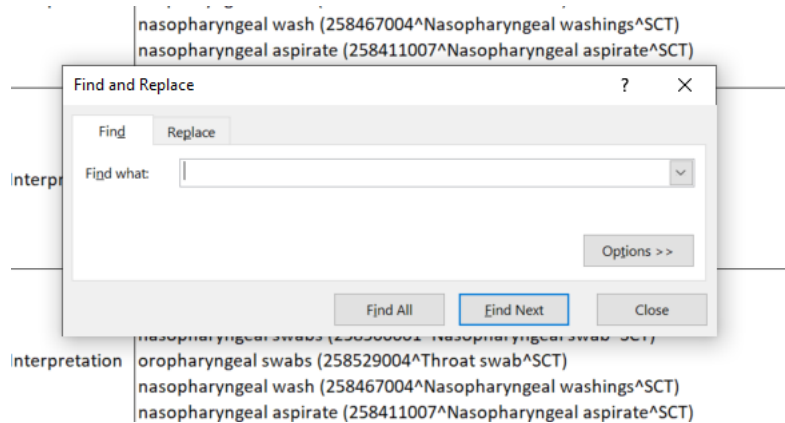 nasopharyngeal wash (258467004^Nasopharyngeal washings^SCT)
nasopharyngeal aspirate (258411007^Nasopharyngeal aspirate^SCT)
Find and Replace
?
Find
Replace
Find what:
Options >>
Find All
Find Next
Close
Interpretation
oropharyngeal swabs (258529004^Throat swab^SCT)
nasopharyngeal wash (258467004^Nasopharyngeal washings^SCT)
nasopharyngeal aspirate (258411007^Nasopharyngeal aspirate^SCT)